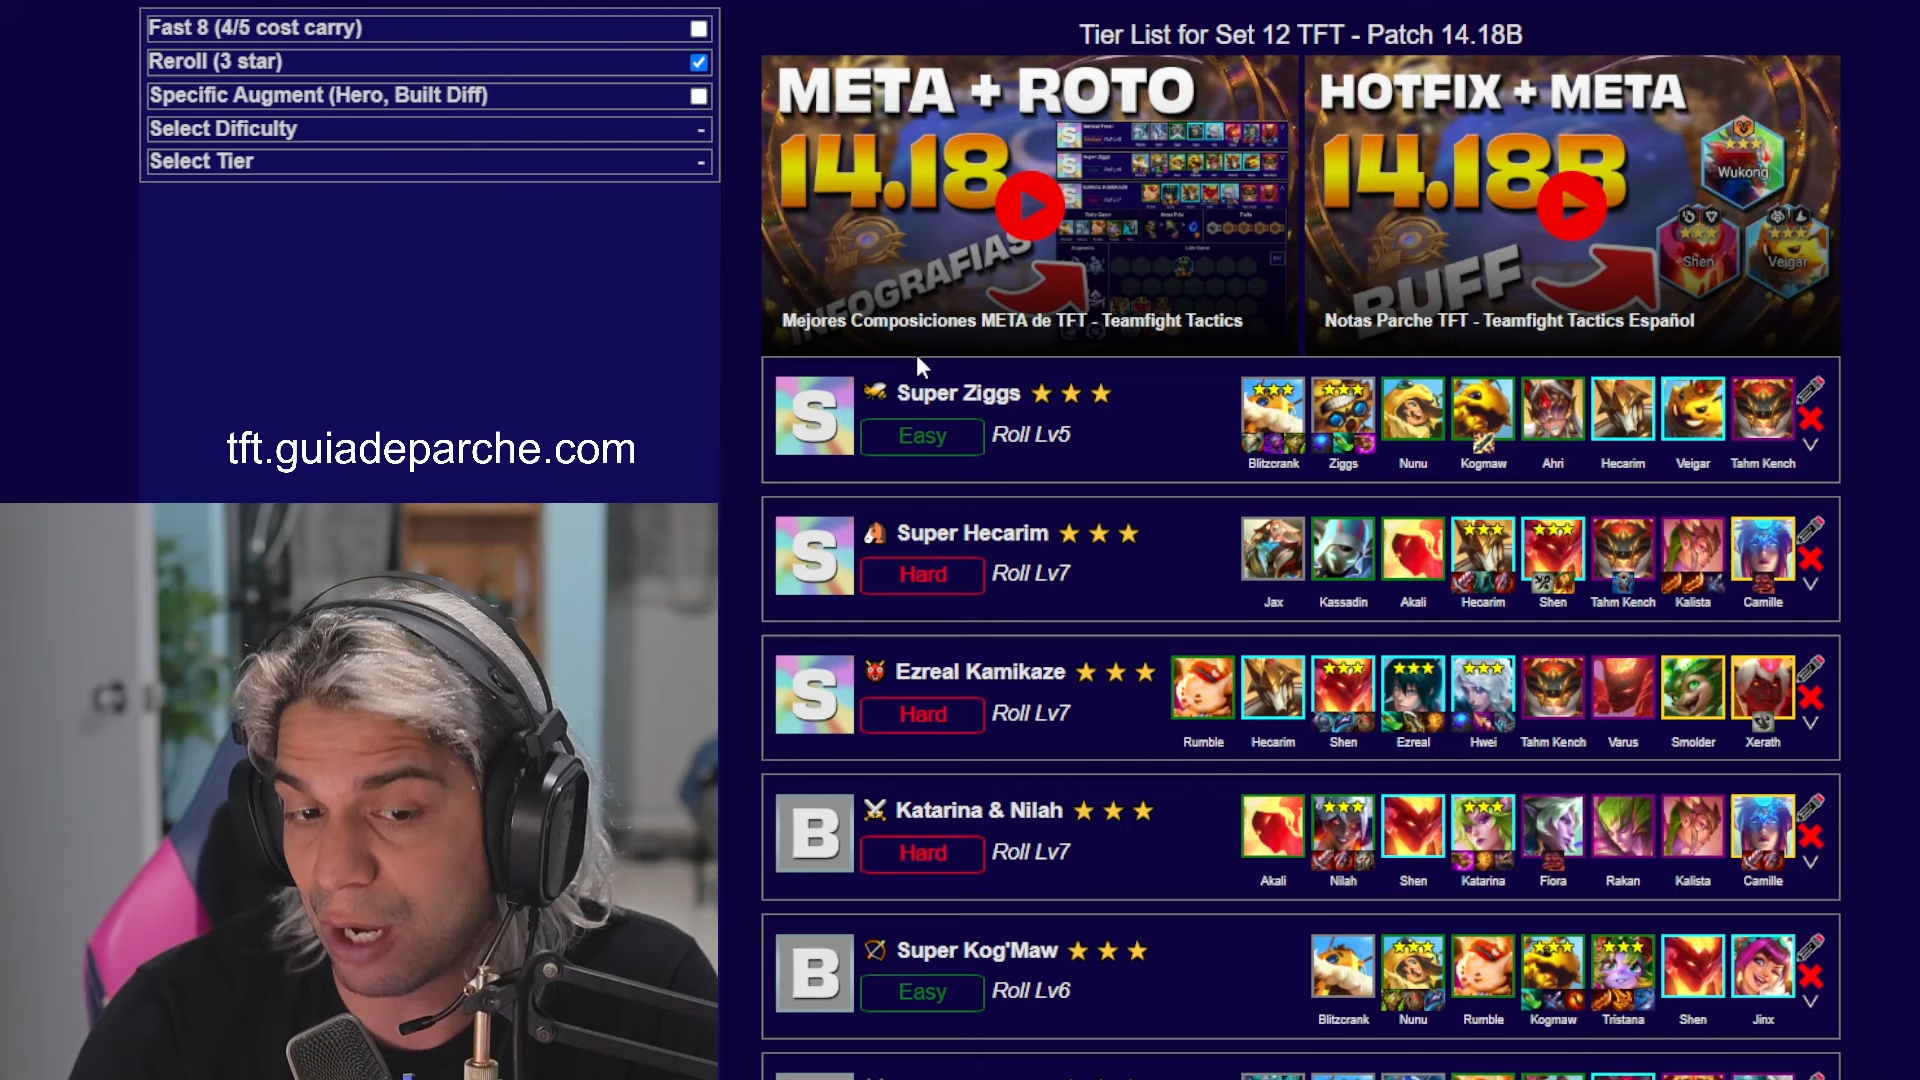 Fast 8 (4/5 cost carry)
Reroll (3 star)
Specific Augment (Hero, Built Diff)
Select Dificulty
-
Select Tier
-
tft.guiadeparche.com
Tier List for Set 12 TFT - Patch 14.18B
META + ROTO
14.18
INFOGRAFIAS
Mejores Composiciones META de TFT - Teamfight Tactics
HOTFIX + META
14.18B
BUFF
Wukong
Shen
Veigar
Notas Parche TFT - Teamfight Tactics Español
S
Super Ziggs
Easy
Roll Lv5
Blitzcrank Ziggs Nunu Kogmaw Ahri Hecarim Veigar Tahm Kench
S
Super Hecarim
Hard
Roll Lv7
Jax Kassadin Akali Hecarim Shen Tahm Kench Kalista Camille
S
Ezreal Kamikaze
Hard
Roll Lv7
Rumble Hecarim Shen Ezreal Hwei Tahm Kench Varus Smolder Xerath
B
Katarina & Nilah
Hard
Roll Lv7
Akali Nilah Shen Katarina Fiora Rakan Kalista Camille
B
Super Kog'Maw
Easy
Roll Lv6
Blitzcrank Nunu Rumble Kogmaw Tristana Shen Jinx